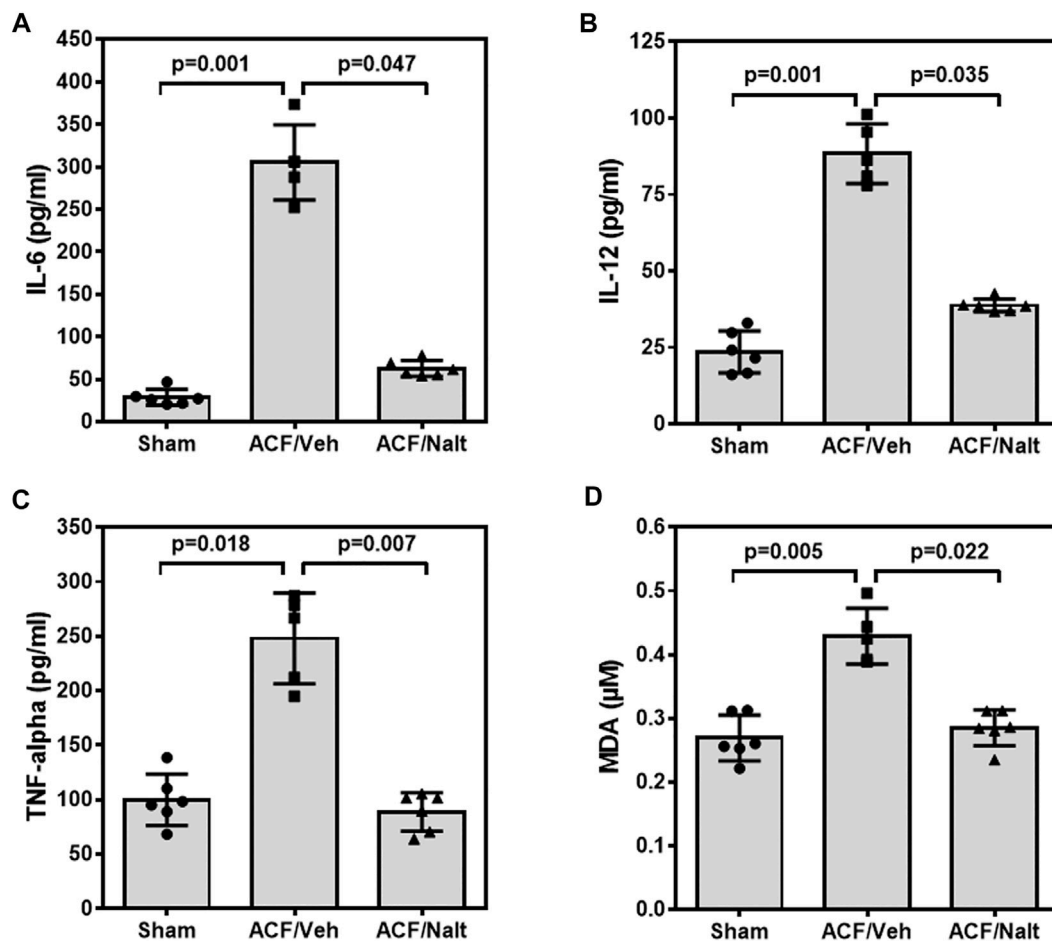 A
450
400
350
300
250
200
150
100
50
0
IL-6 (pg/ml)
p=0.001 p=0.047
Sham ACF/Veh ACF/Nalt
B
125
100
75
50
25
0
IL-12 (pg/ml)
p=0.001 p=0.035
Sham ACF/Veh ACF/Nalt
C
350
300
250
200
150
100
50
0
TNF-alpha (pg/ml)
p=0.018 p=0.007
Sham ACF/Veh ACF/Nalt
D
0.6
0.5
0.4
0.3
0.2
0.1
0.0
MDA (µM)
p=0.005 p=0.022
Sham ACF/Veh ACF/Nalt